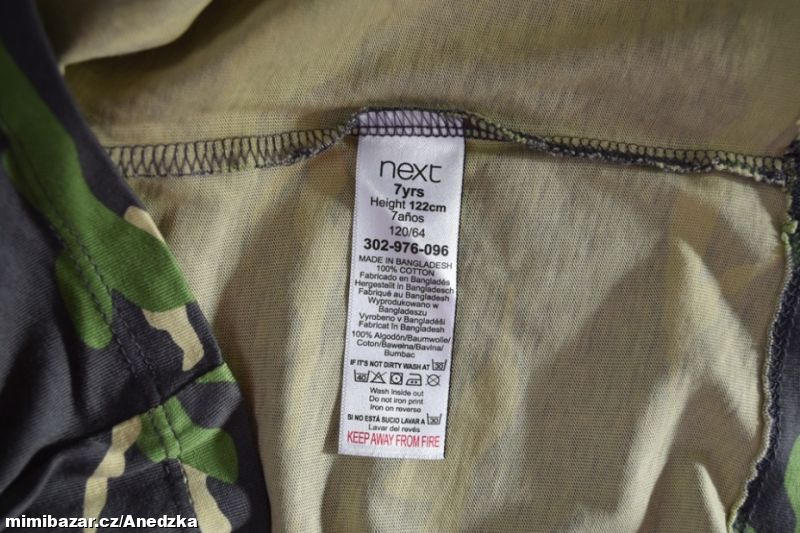 next
7yrs
Height 122cm
7años
120/64
302-976-096
MADE IN BANGLADESH
100% COTTON
Fabricado en Bangladés
Hergestellt in Bangladesch
Fabriqué au Bangladesh
Wyprodukowano w
Bangladeszu
Vyrobeno v Bangladéši
Fabricat în Bangladesh
100% Algodón/Baumwolle/
Coton/Bawełna/Bavlna/
Bumbac
IF IT'S NOT DIRTY WASH AT 30
40
Wash inside out
Do not iron print
Iron on reverse
SI NO ESTÁ SUCIO LAVAR A 30
Lavar del revés
KEEP AWAY FROM FIRE
mimibazar.cz/Anedzka